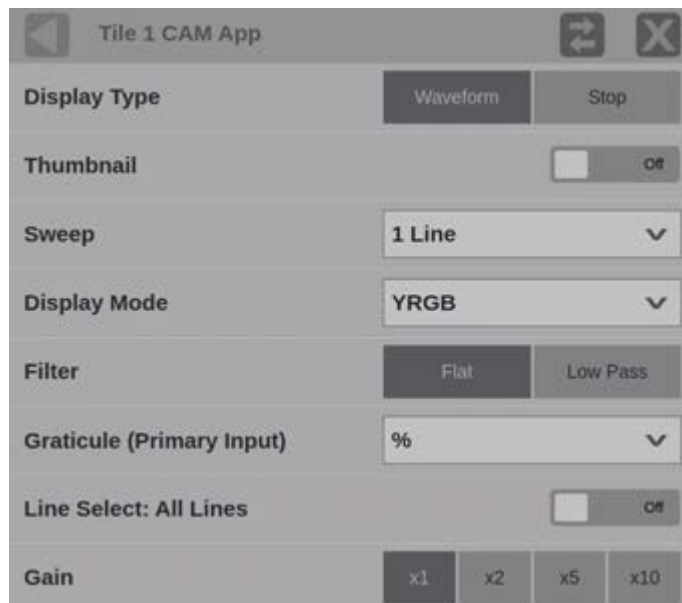 Tile 1 CAM App
Display Type Waveform Stop
Thumbnail Off
Sweep 1 Line
Display Mode YRGB
Filter Flat Low Pass
Graticule (Primary Input) %
Line Select: All Lines Off
Gain x1 x2 x5 x10